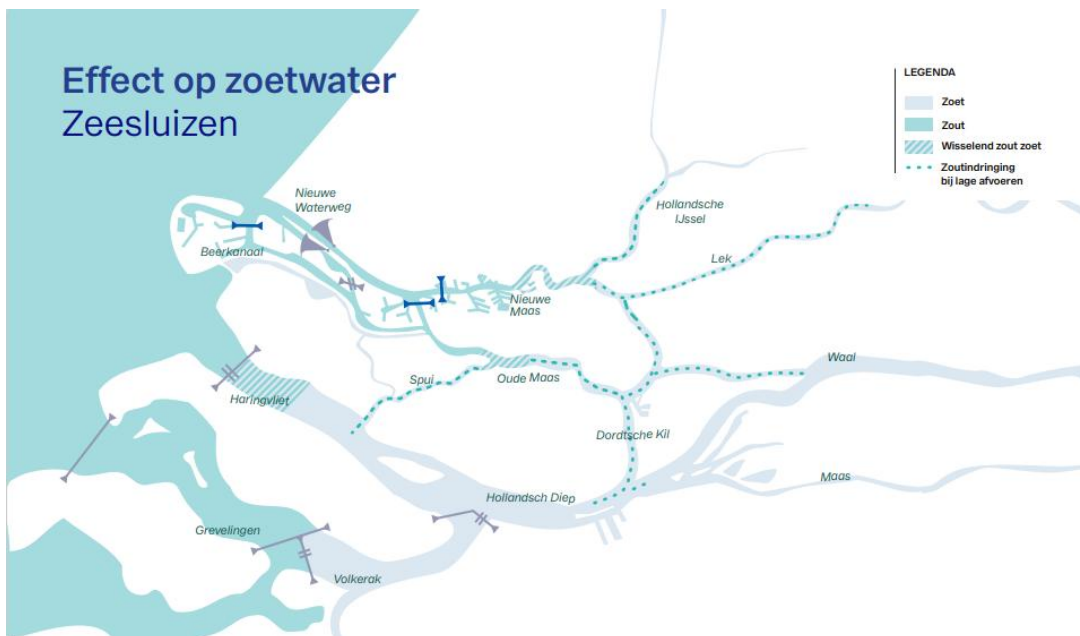 Effect op zoetwater
Zeesluizen
LEGENDA
Zoet
Zout
Wisselend zout zoet
Zoutindringing
bij lage afvoeren
Nieuwe
Waterweg
Hollandsche
IJssel
Beerkanaal
Lek
Nieuwe
Maas
Waal
Spui
Oude Maas
Haringvliet
Dordtsche Kil
Maas
Hollandsch Diep
Grevelingen
Volkerak